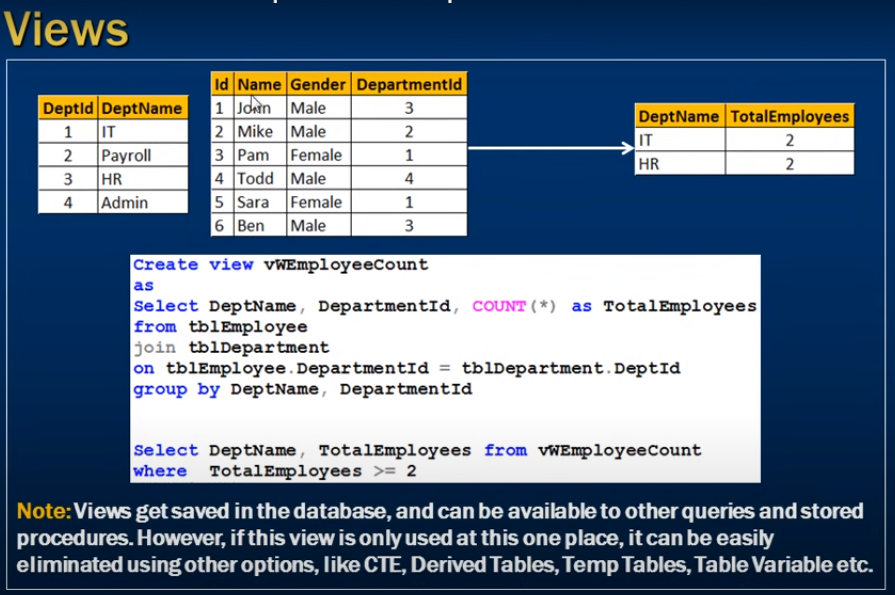 Views
DeptId DeptName
1 IT
2 Payroll
3 HR
4 Admin
Id Name Gender DepartmentId
1 John Male 3
2 Mike Male 2
3 Pam Female 1
4 Todd Male 4
5 Sara Female 1
6 Ben Male 3
DeptName TotalEmployees
IT 2
HR 2
Create view vWEmployeeCount
as
Select DeptName, DepartmentId, COUNT(*) as TotalEmployees
from tblEmployee
join tblDepartment
on tblEmployee.DepartmentId = tblDepartment.DeptId
group by DeptName, DepartmentId
Select DeptName, TotalEmployees from vWEmployeeCount
where TotalEmployees >= 2
Note: Views get saved in the database, and can be available to other queries and stored
procedures. However, if this view is only used at this one place, it can be easily
eliminated using other options, like CTE, Derived Tables, Temp Tables, Table Variable etc.